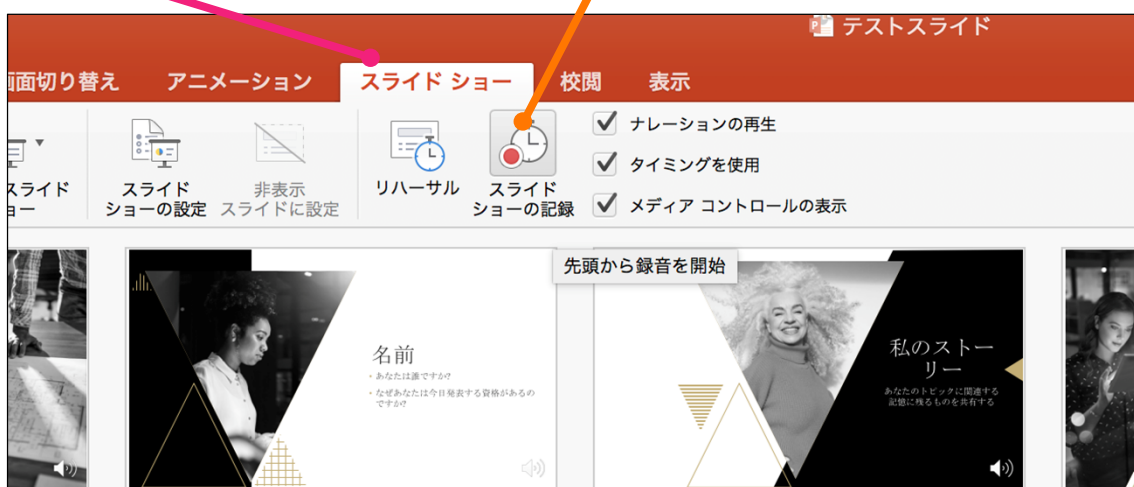 テストスライド
画面切り替え アニメーション スライド ショー 校閲 表示
スライド
ショーの設定
非表示
スライドに設定
リハーサル
スライド
ショーの記録
ナレーションの再生
タイミングを使用
メディア コントロールの表示
先頭から録音を開始
名前
・あなたは誰ですか?
・なぜあなたは今日発表する資格があるの
ですか?
私のストー
リー
あなたのトピックに関連する
記憶に残るものを共有する